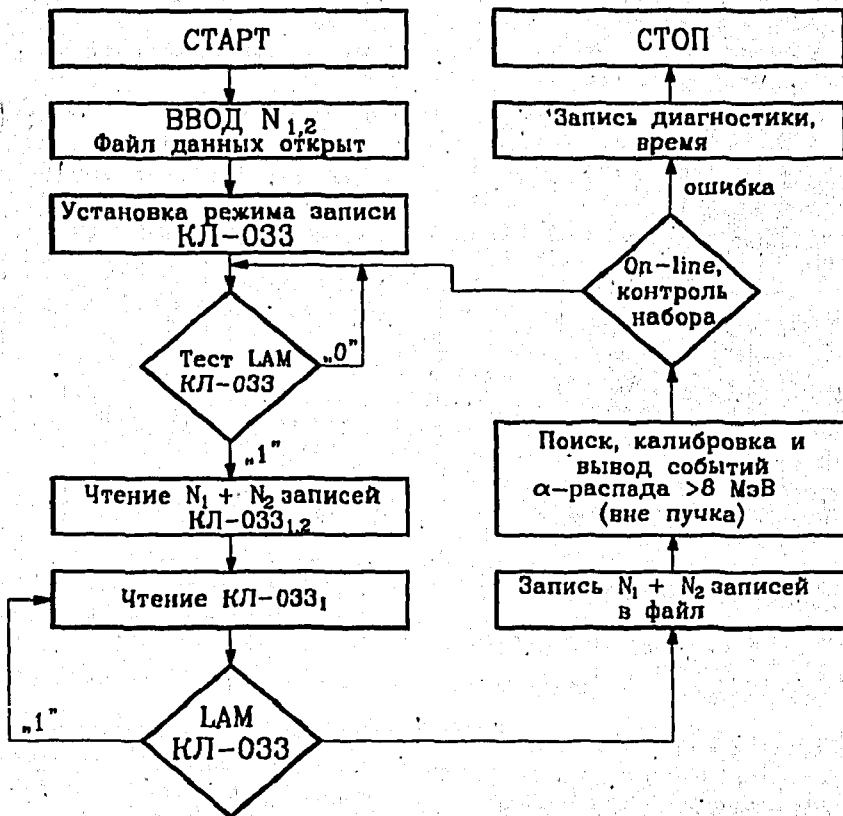 СТАРТ
ВВОД N1,2
Файл данных открыт
Установка режима записи
КЛ-033
Тест LAM
КЛ-033
„0”
„1”
Чтение N1 + N2 записей
КЛ-0331,2
Чтение КЛ-0331
LAM
КЛ-033
„1”
СТОП
Запись диагностики,
время
ошибка
On-line,
контроль
набора
Поиск, калибровка и
вывод событий
α-распада >8 МэВ
(вне пучка)
Запись N1 + N2 записей
в файл